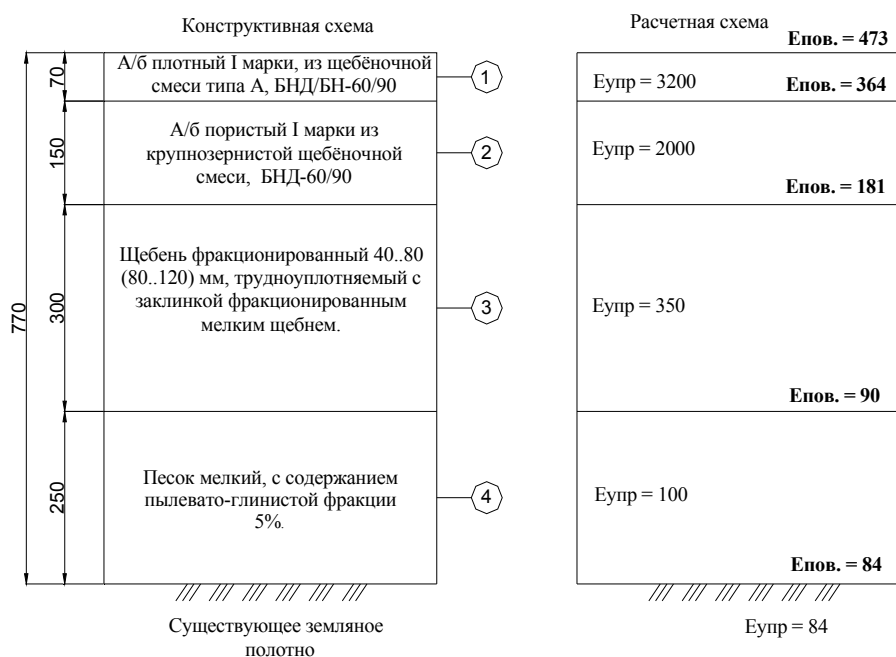 Конструктивная схема
Расчетная схема
Епов. = 473
А/б плотный I марки, из щебёночной
смеси типа А, БНД/БН-60/90
70
1
Еупр = 3200
Епов. = 364
А/б пористый I марки из
крупнозернистой щебёночной
смеси, БНД-60/90
150
2
Еупр = 2000
Епов. = 181
Щебень фракционированный 40..80
(80..120) мм, трудноуплотняемый с
заклинкой фракционированным
мелким щебнем.
770
300
3
Еупр = 350
Епов. = 90
Песок мелкий, с содержанием
пылевато-глинистой фракции
5%.
250
4
Еупр = 100
Епов. = 84
Существующее земляное
полотно
Еупр = 84